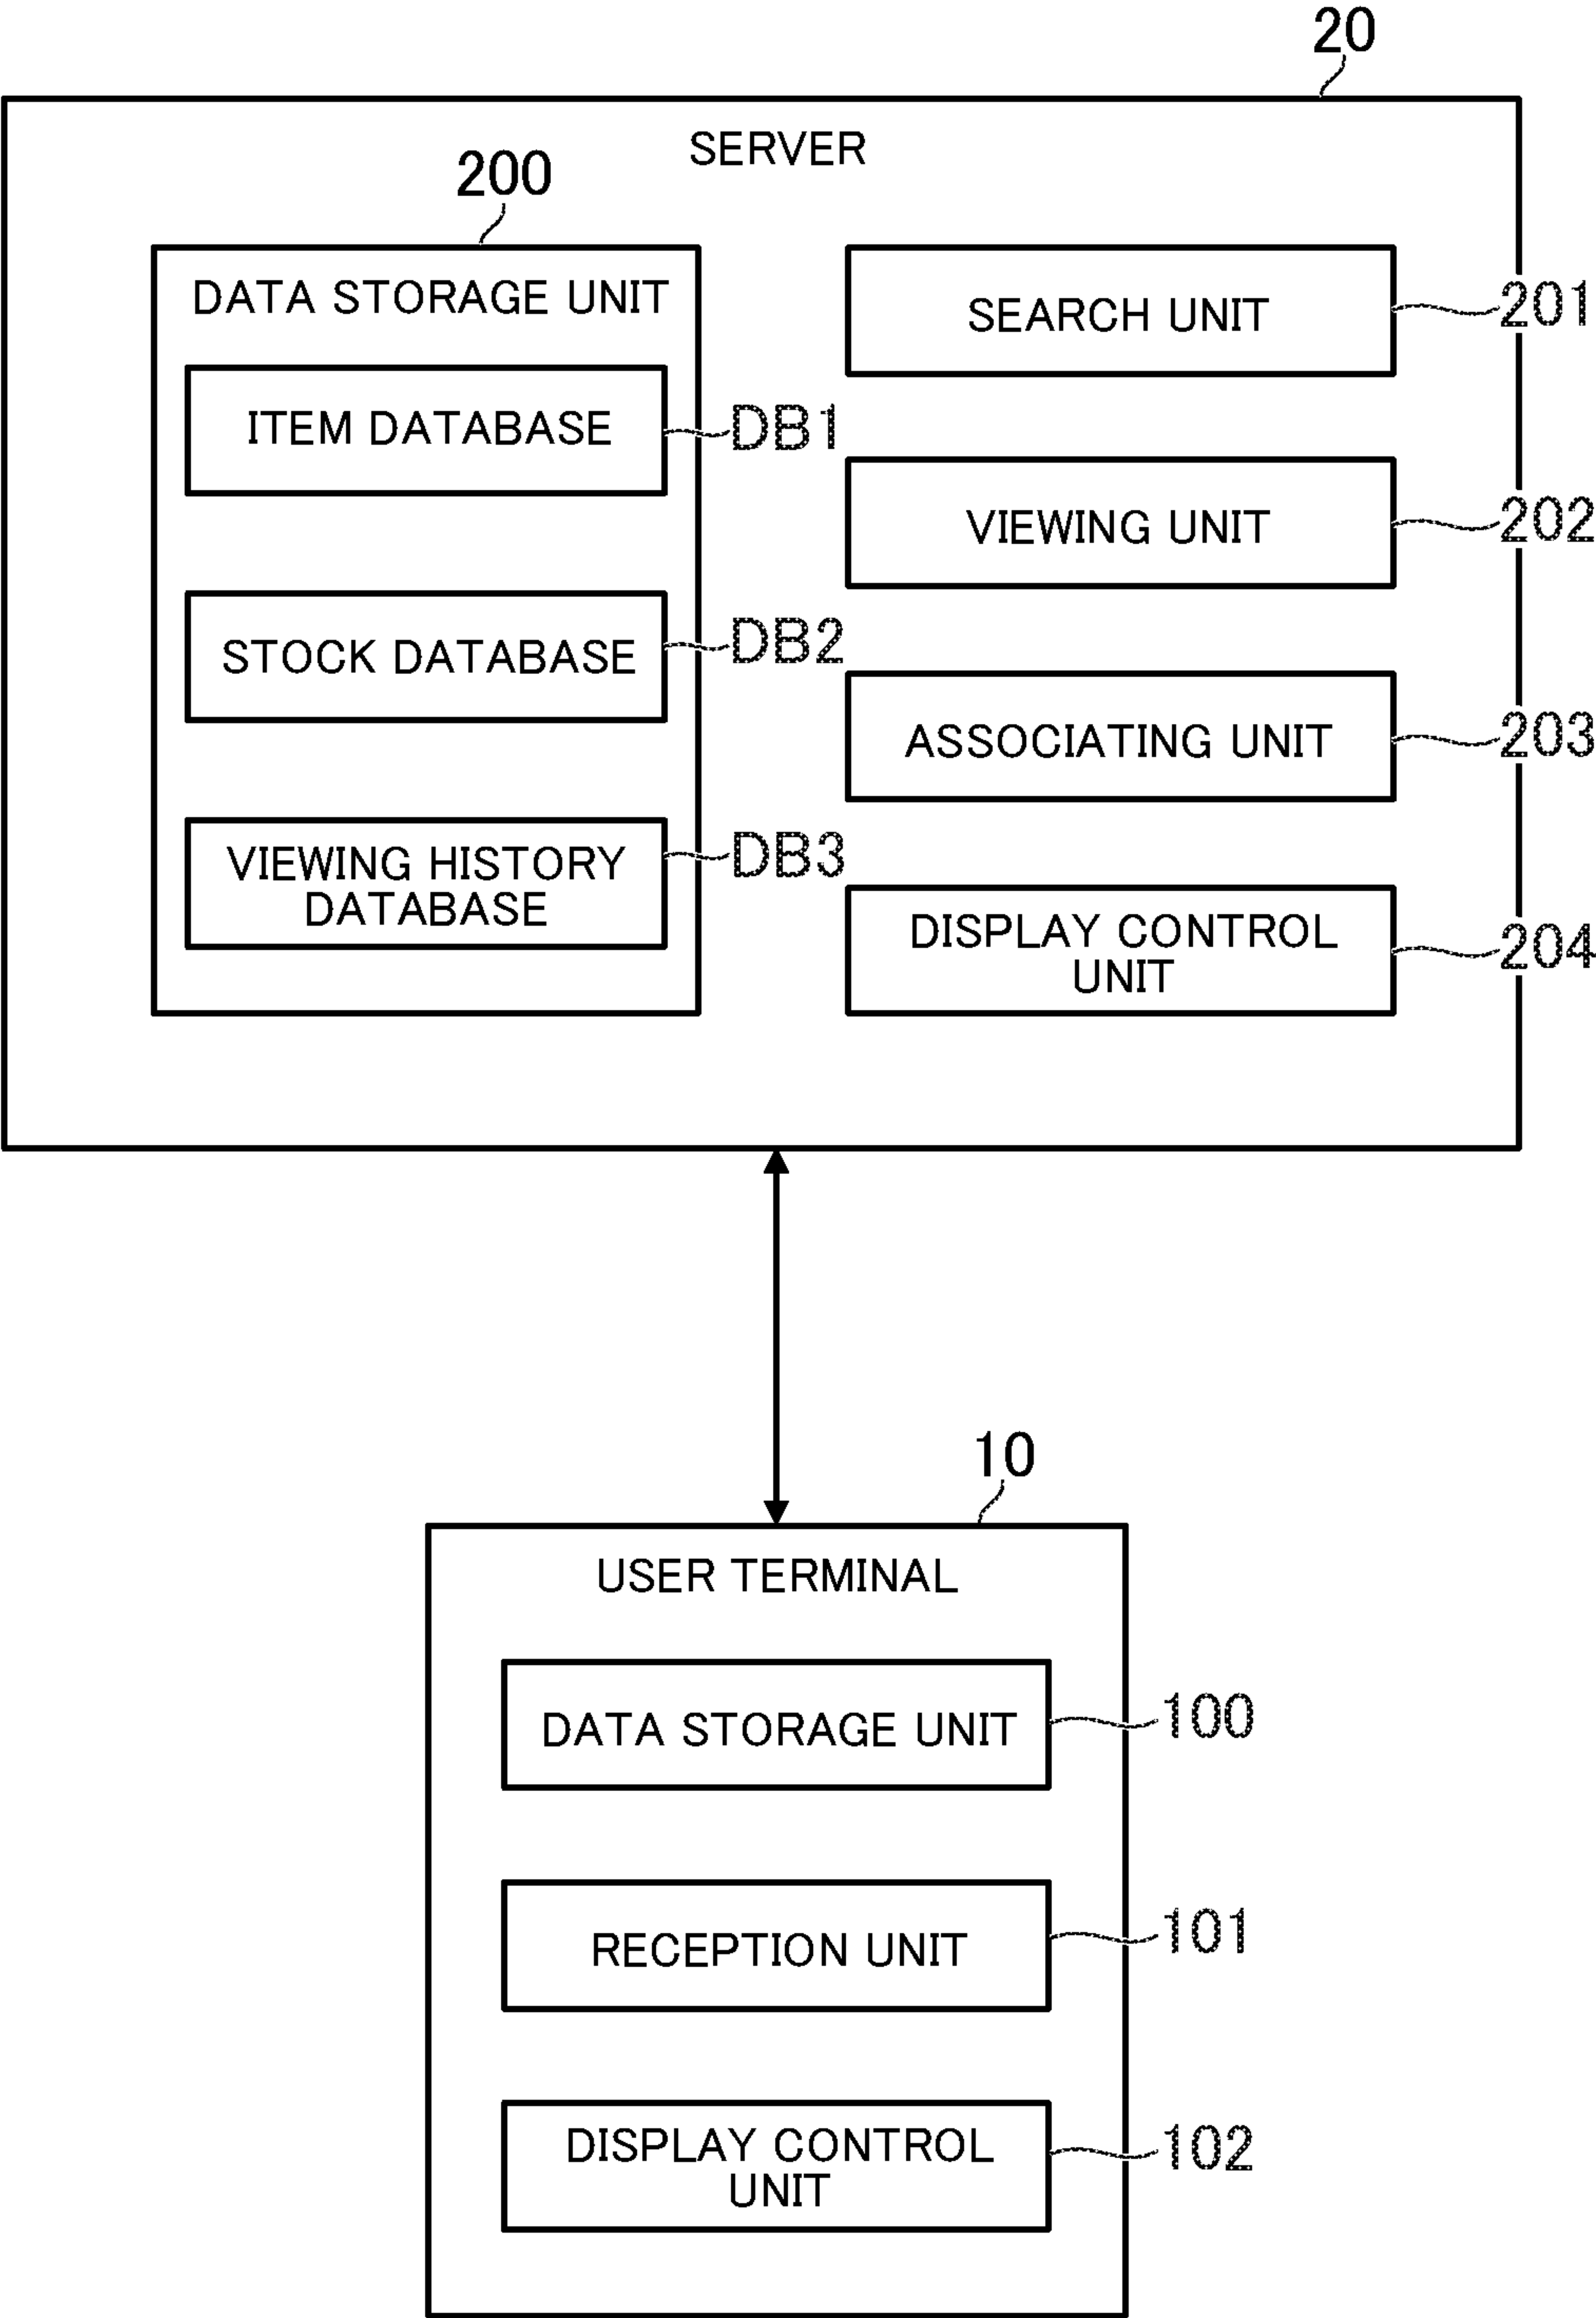 20
SERVER
200
DATA STORAGE UNIT
ITEM DATABASE
DB1
STOCK DATABASE
DB2
VIEWING HISTORY
DATABASE
DB3
SEARCH UNIT
201
VIEWING UNIT
202
ASSOCIATING UNIT
203
DISPLAY CONTROL
UNIT
204
10
USER TERMINAL
DATA STORAGE UNIT
100
RECEPTION UNIT
101
DISPLAY CONTROL
UNIT
102